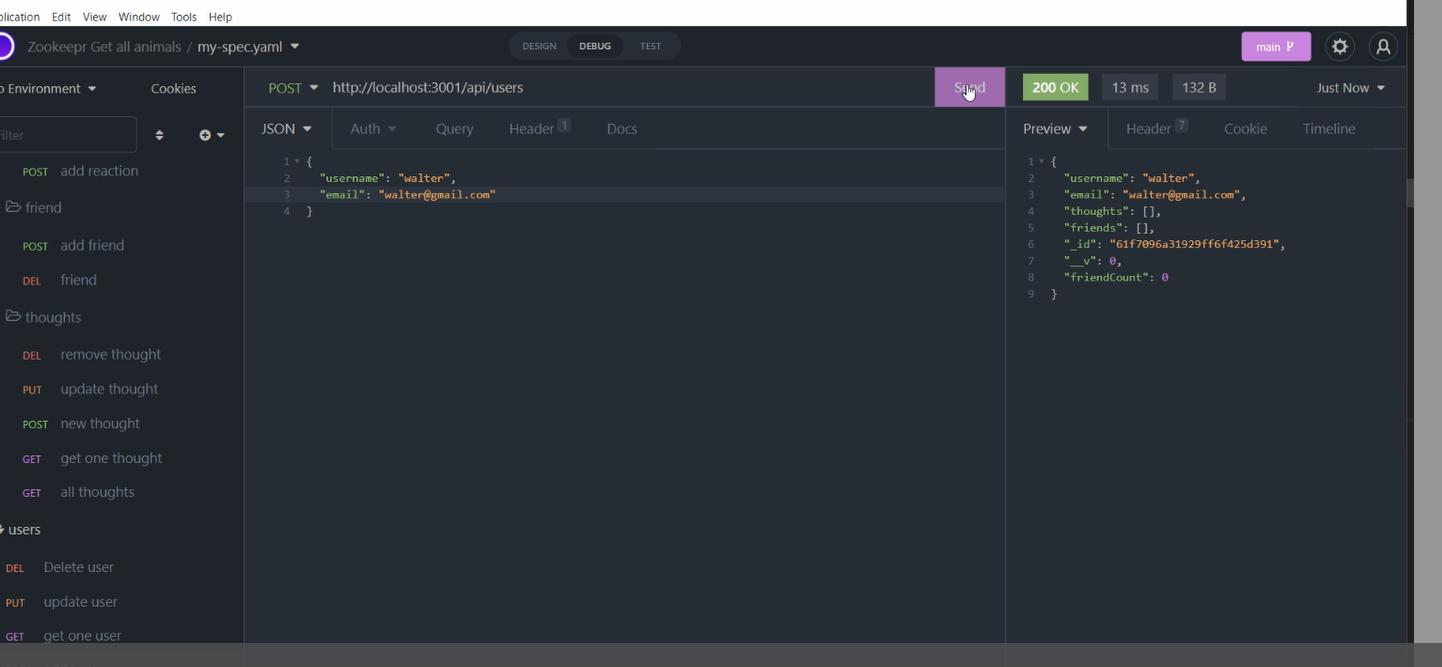 Edit View Window Tools Help
Zookeepr Get all animals / my-spec.yaml
DESIGN DEBUG TEST
main
Environment
Cookies
POST http://localhost:3001/api/users
Send
200 OK 13 ms 132 B
Just Now
JSON Auth Query Header 1 Docs
Preview Header 7 Cookie Timeline
POST add reaction
friend
POST add friend
DEL friend
thoughts
DEL remove thought
PUT update thought
POST new thought
GET get one thought
GET all thoughts
users
DEL Delete user
PUT update user
GET get one user
1 {
2 "username": "walter",
3 "email": "walter@gmail.com"
4 }
1 {
2 "username": "walter",
3 "email": "walter@gmail.com",
4 "thoughts": [],
5 "friends": [],
6 "_id": "61f7096a31929ff6f425d391",
7 "__v": 0,
8 "friendCount": 0
9 }